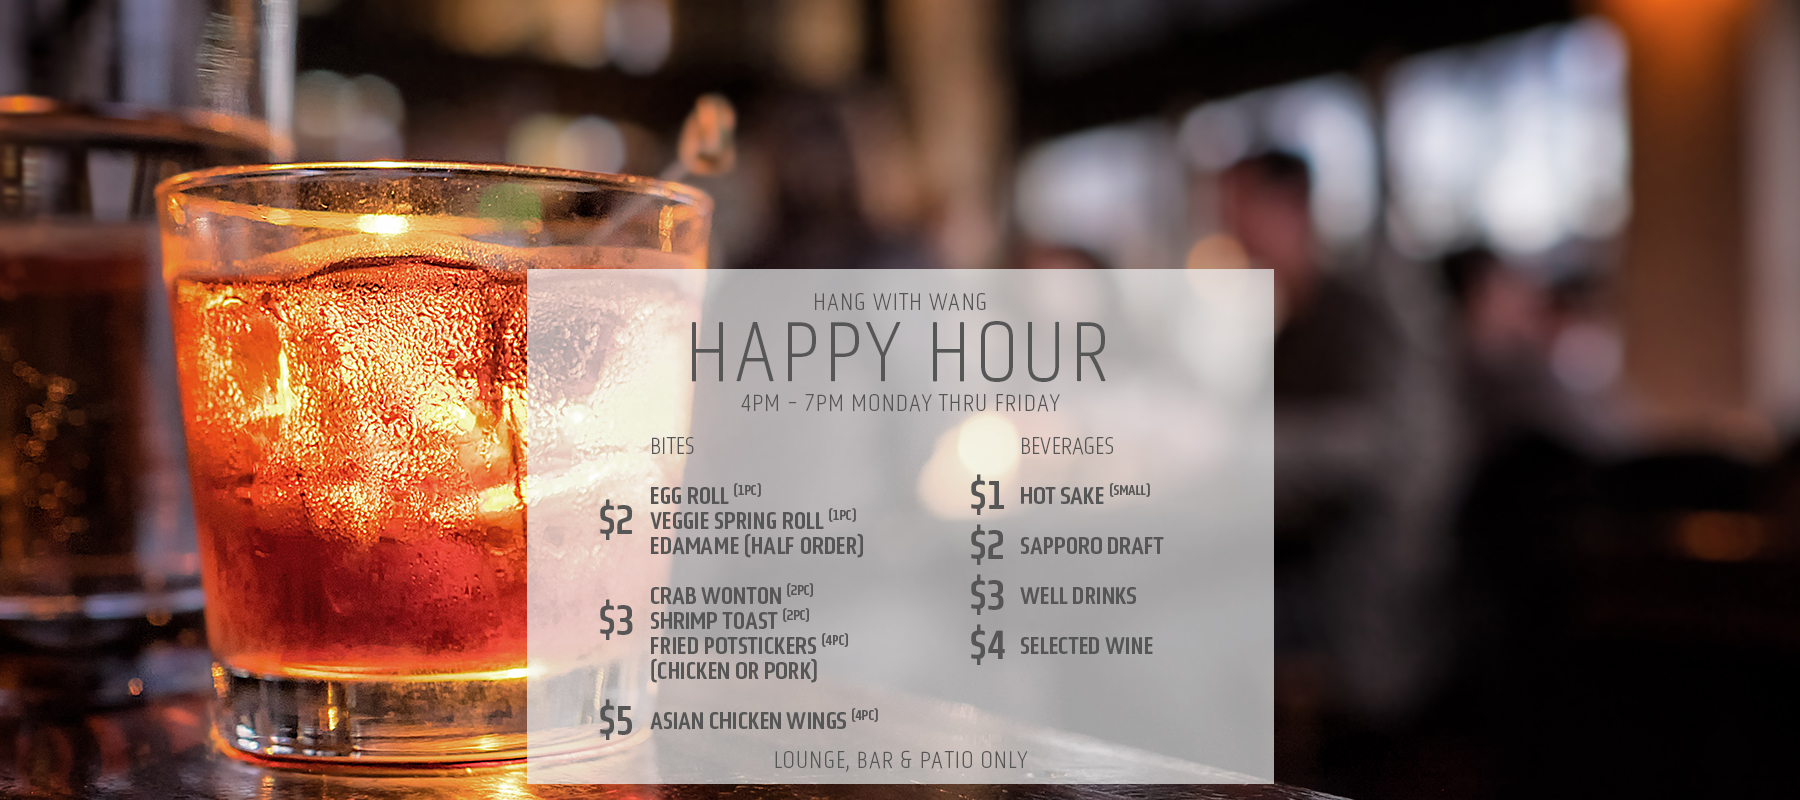 HANG WITH WANG
HAPPY HOUR
4PM - 7PM MONDAY THRU FRIDAY
BITES
$2
EGG ROLL (1PC)
VEGGIE SPRING ROLL (1PC)
EDAMAME (HALF ORDER)
$3
CRAB WONTON (2PC)
SHRIMP TOAST (2PC)
FRIED POTSTICKERS (4PC)
(CHICKEN OR PORK)
$5 ASIAN CHICKEN WINGS (4PC)
BEVERAGES
$1 HOT SAKE (SMALL)
$2 SAPPORO DRAFT
$3 WELL DRINKS
$4 SELECTED WINE
LOUNGE, BAR & PATIO ONLY